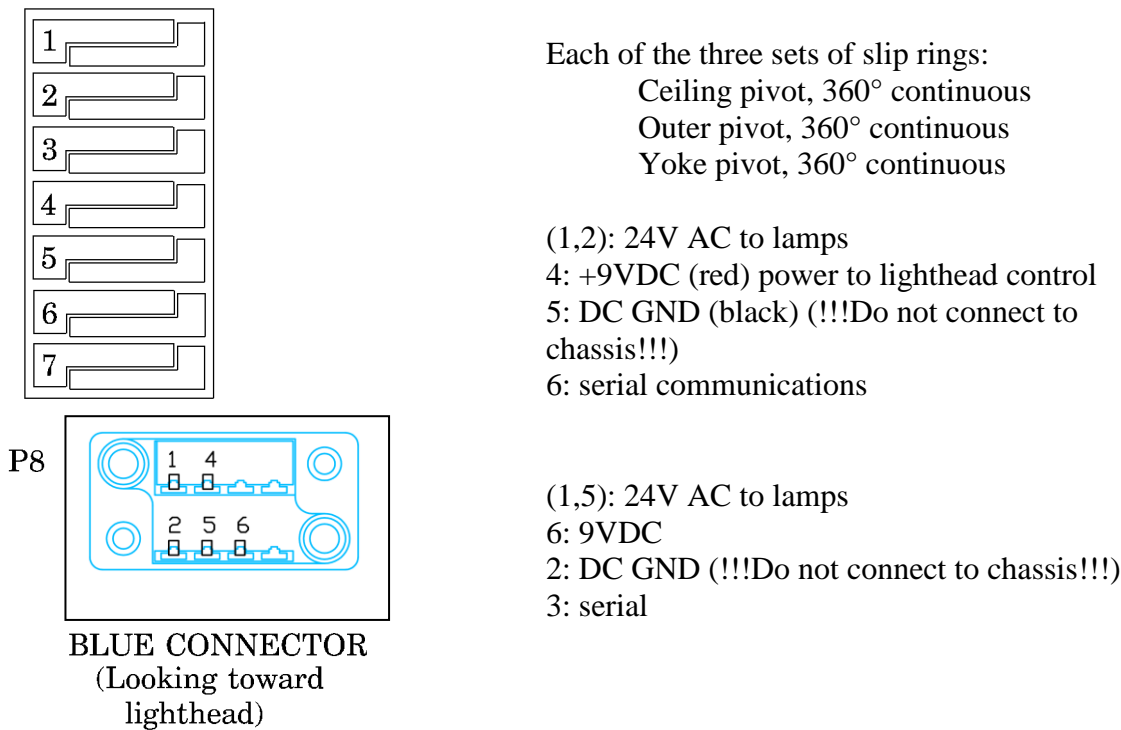 1
2
3
4
5
6
7
Each of the three sets of slip rings:
Ceiling pivot, 360° continuous
Outer pivot, 360° continuous
Yoke pivot, 360° continuous
(1,2): 24V AC to lamps
4: +9VDC (red) power to lighthead control
5: DC GND (black) (!!!Do not connect to
chassis!!!)
6: serial communications
P8
1 4
2 5 6
BLUE CONNECTOR
(Looking toward
lighthead)
(1,5): 24V AC to lamps
6: 9VDC
2: DC GND (!!!Do not connect to chassis!!!)
3: serial